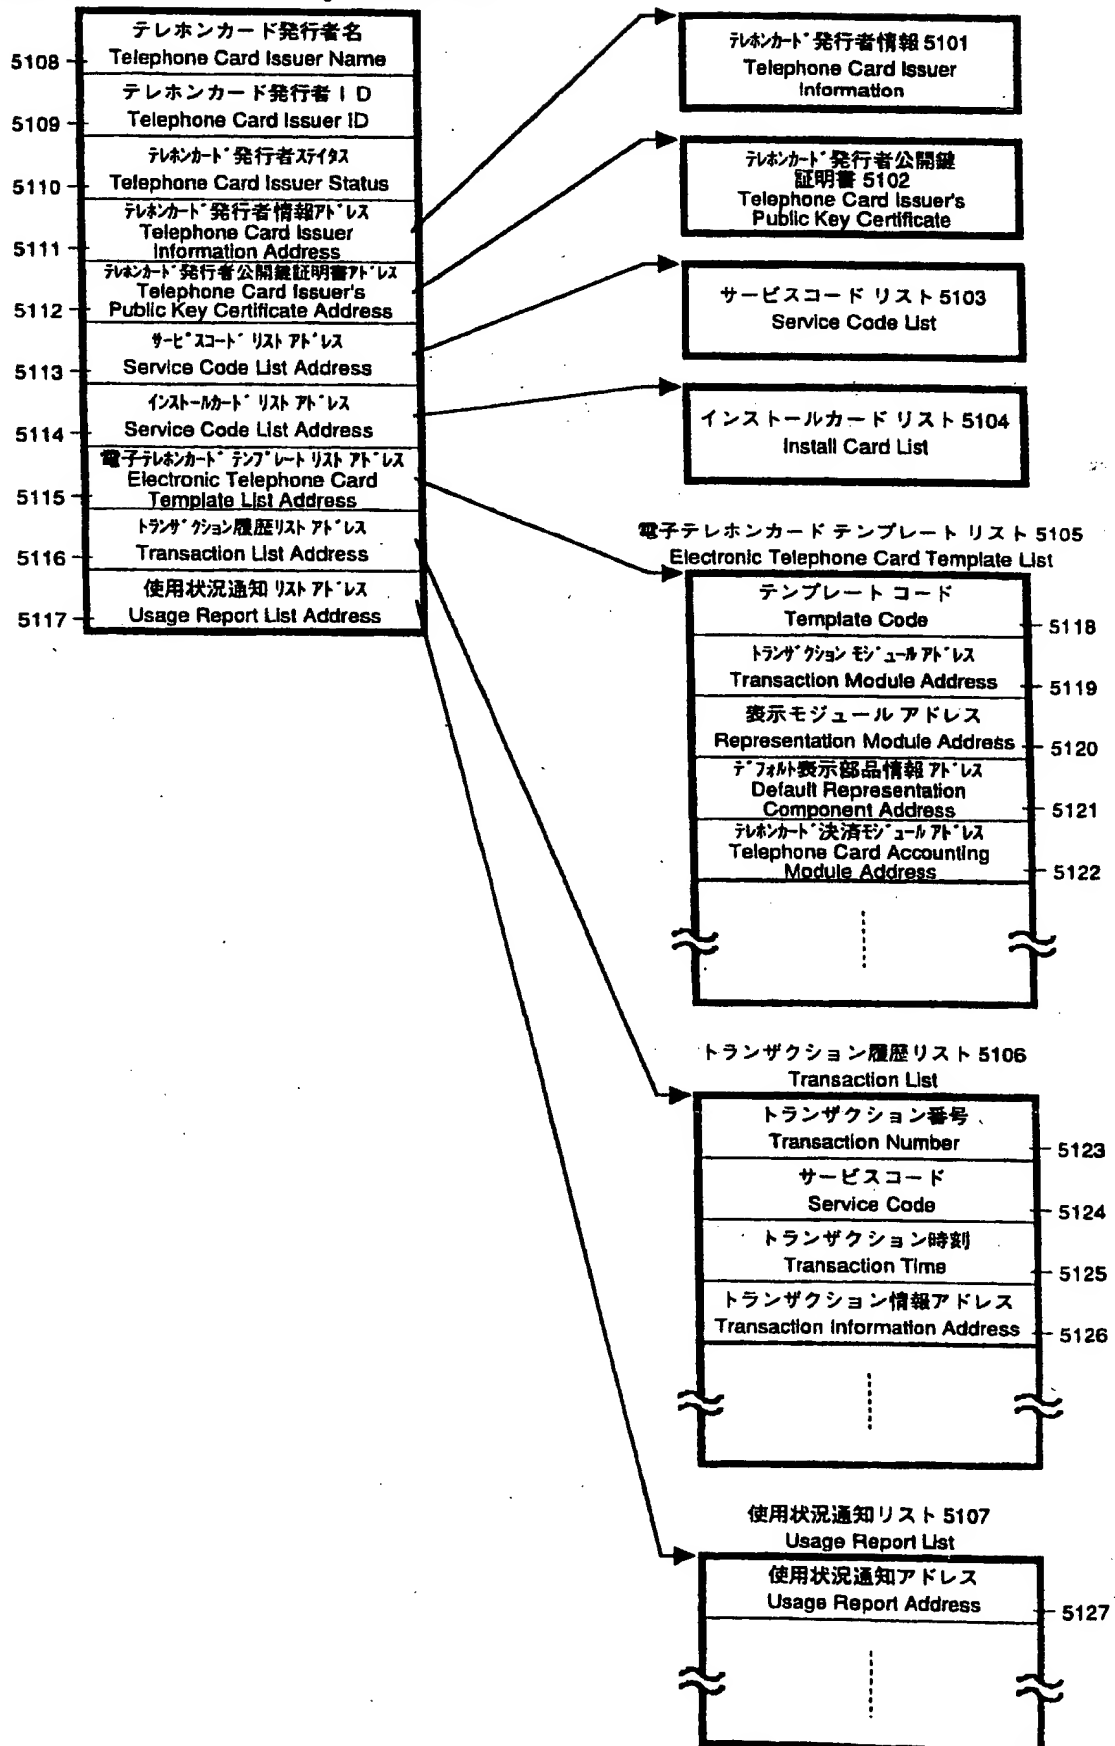 テレホンカード発行者名
Telephone Card Issuer Name
5108
テレホンカード発行者ID
Telephone Card Issuer ID
5109
テレホンカード発行者ステイタス
Telephone Card Issuer Status
5110
テレホンカード発行者情報アドレス
Telephone Card Issuer
Information Address
5111
テレホンカード発行者公開鍵証明書アドレス
Telephone Card Issuer's
Public Key Certificate Address
5112
サービスコード リスト アドレス
Service Code List Address
5113
インストールカード リスト アドレス
Service Code List Address
5114
電子テレホンカード テンプレート リスト アドレス
Electronic Telephone Card
Template List Address
5115
トランザクション履歴リスト アドレス
Transaction List Address
5116
使用状況通知 リスト アドレス
Usage Report List Address
5117
テレホンカード発行者情報 5101
Telephone Card Issuer
Information
テレホンカード発行者公開鍵
証明書 5102
Telephone Card Issuer's
Public Key Certificate
サービスコード リスト 5103
Service Code List
インストールカード リスト 5104
Install Card List
電子テレホンカード テンプレート リスト 5105
Electronic Telephone Card Template List
テンプレート コード
Template Code
5118
トランザクション モジュール アドレス
Transaction Module Address
5119
表示モジュール アドレス
Representation Module Address
5120
デフォルト表示部品情報 アドレス
Default Representation
Component Address
5121
テレホンカード決済モジュール アドレス
Telephone Card Accounting
Module Address
5122
トランザクション履歴リスト 5106
Transaction List
トランザクション番号
Transaction Number
5123
サービスコード
Service Code
5124
トランザクション時刻
Transaction Time
5125
トランザクション情報アドレス
Transaction Information Address
5126
使用状況通知リスト 5107
Usage Report List
使用状況通知アドレス
Usage Report Address
5127